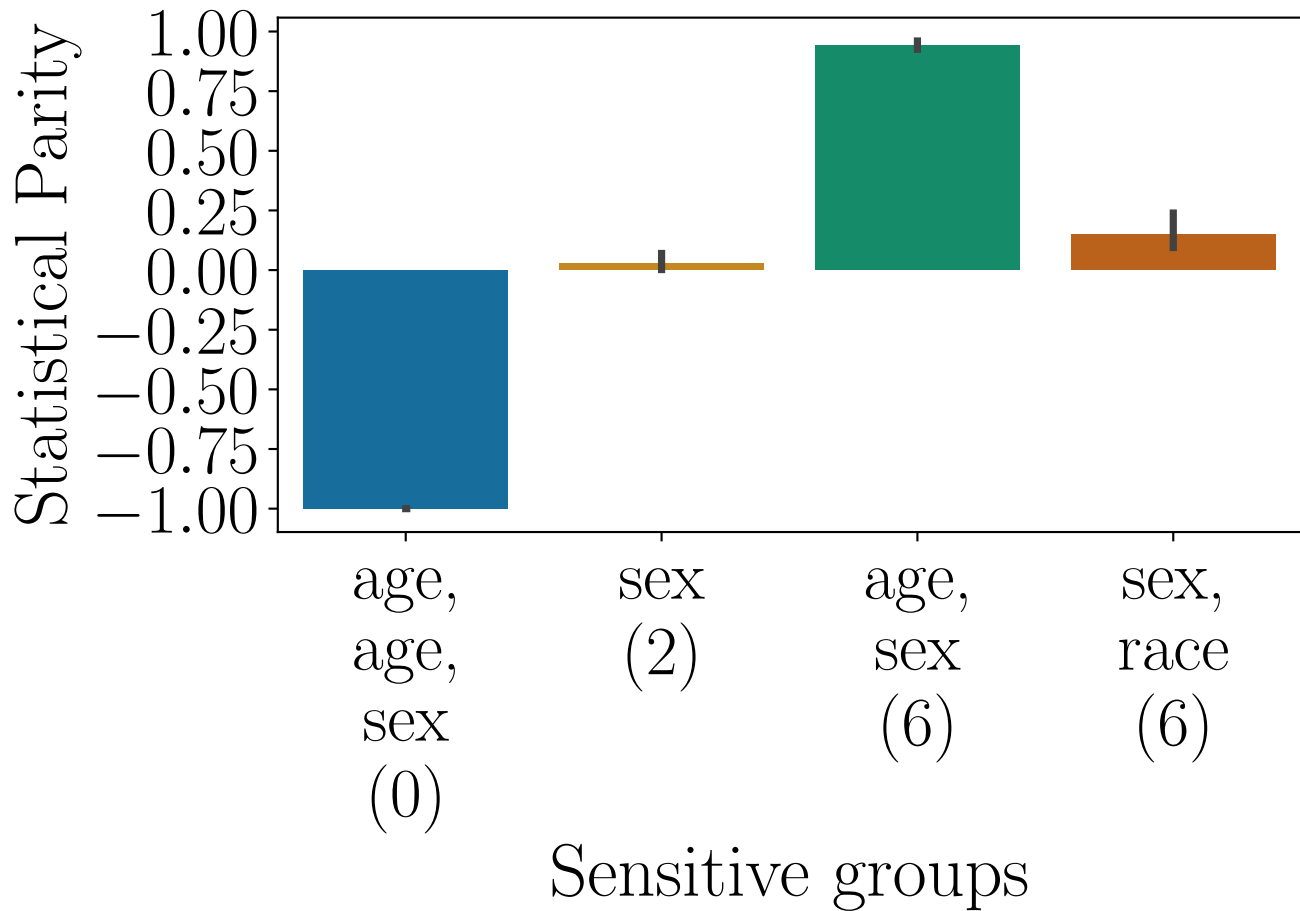 Statistical Parity
1.00
0.75
0.50
0.25
0.00
−0.25
−0.50
−0.75
−1.00
age,
age,
sex
(0)
sex
(2)
age,
sex
(6)
sex,
race
(6)
Sensitive groups